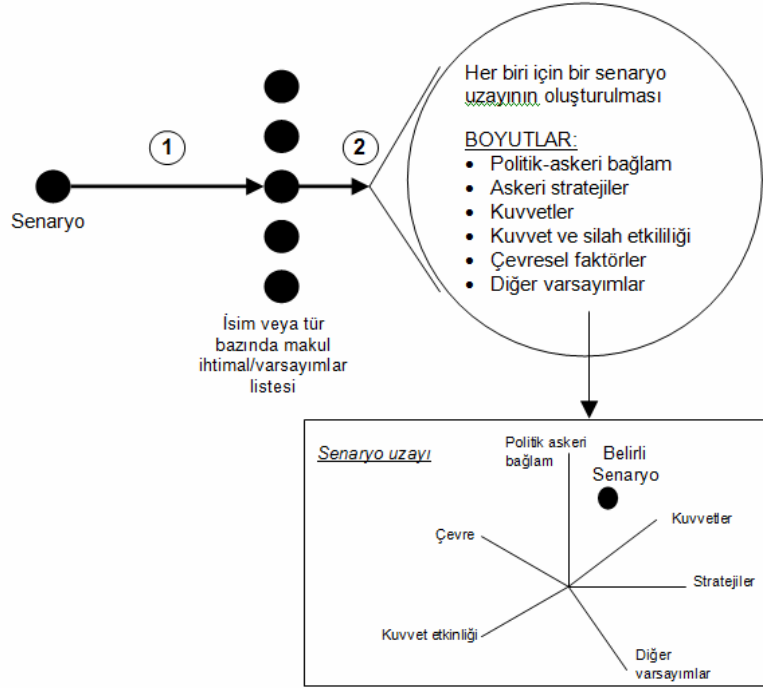 Her biri için bir senaryo
uzayının oluşturulması
BOYUTLAR:
• Politik-askeri bağlam
• Askeri stratejiler
• Kuvvetler
• Kuvvet ve silah etkililiği
• Çevresel faktörler
• Diğer varsayımlar
1
2
Senaryo
İsim veya tür
bazında makul
ihtimal/varsayımlar
listesi
Senaryo uzayı
Politik askeri
bağlam
Belirli
Senaryo
Kuvvetler
Çevre
Stratejiler
Kuvvet etkinliği
Diğer
varsayımlar